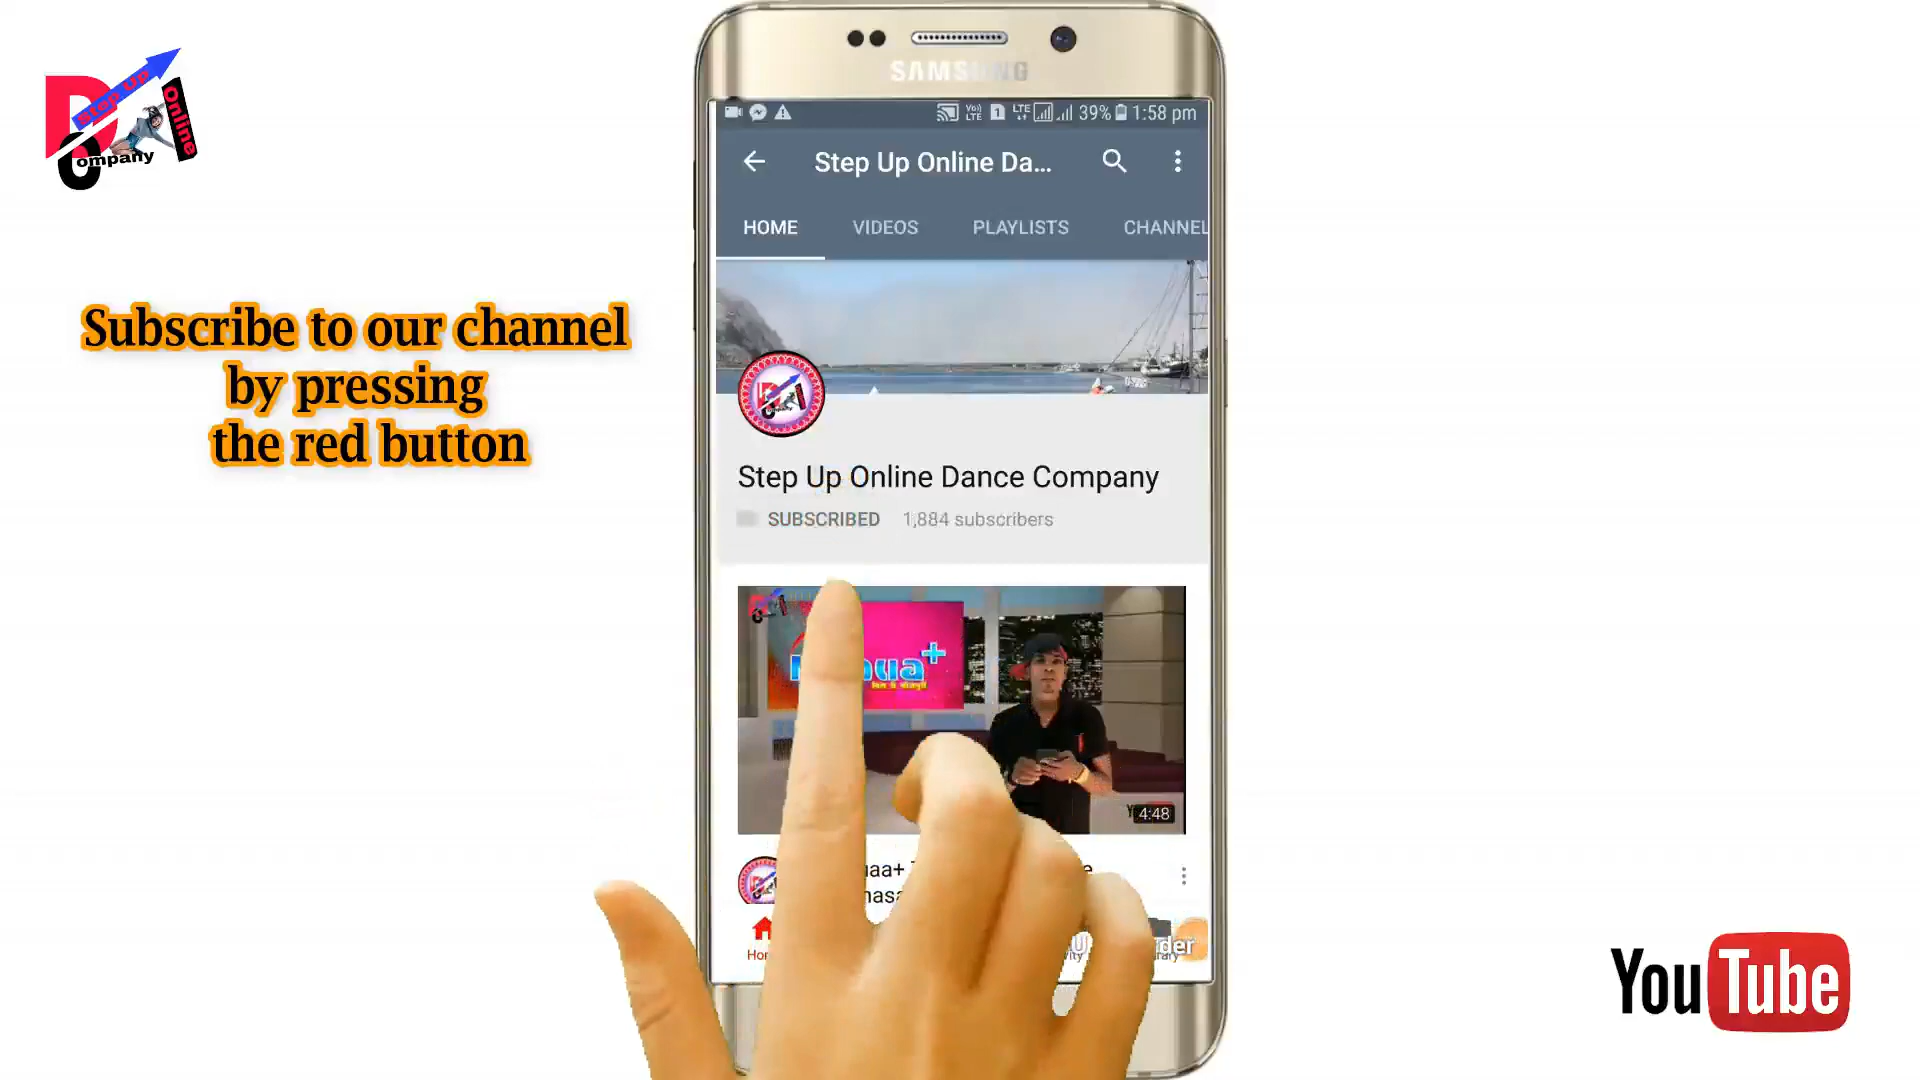 Step Up
Online
D
Company
Subscribe to our channel
by pressing
the red button
SAMSUNG
39% 1:58 pm
Step Up Online Da...
HOME VIDEOS PLAYLISTS CHANNEL
Step Up Online Dance Company
SUBSCRIBED 1,884 subscribers
4:48
YouTube